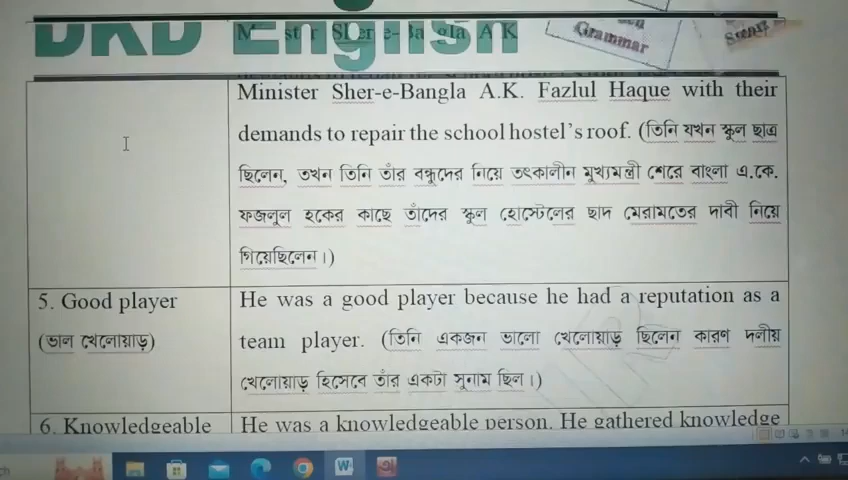 DRD English
Grammar
Minister Sher-e-Bangla A.K. Fazlul Haque with their
demands to repair the school hostel's roof. (তিনি যখন স্কুল ছাত্র
ছিলেন, তখন তিনি তাঁর বন্ধুদের নিয়ে তৎকালীন মুখ্যমন্ত্রী শেরে বাংলা এ.কে.
ফজলুল হকের কাছে তাঁদের স্কুল হোস্টেলের ছাদ মেরামতের দাবী নিয়ে
গিয়েছিলেন।)
5. Good player
(ভাল খেলোয়াড়)
He was a good player because he had a reputation as a
team player. (তিনি একজন ভালো খেলোয়াড় ছিলেন কারণ দলীয়
খেলোয়াড় হিসেবে তাঁর একটা সুনাম ছিল।)
6. Knowledgeable
He was a knowledgeable person. He gathered knowledge